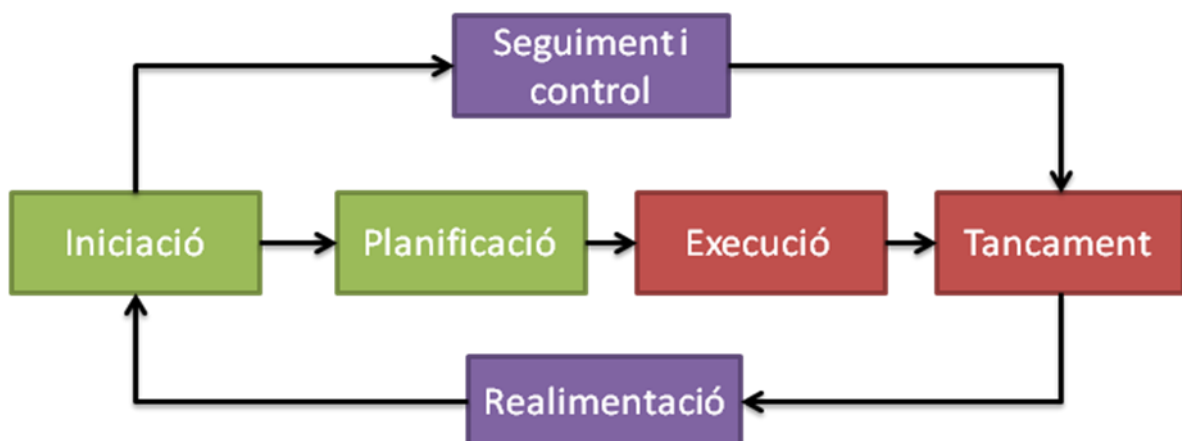 Seguiment i
control
Iniciació
Planificació
Execució
Tancament
Realimentació